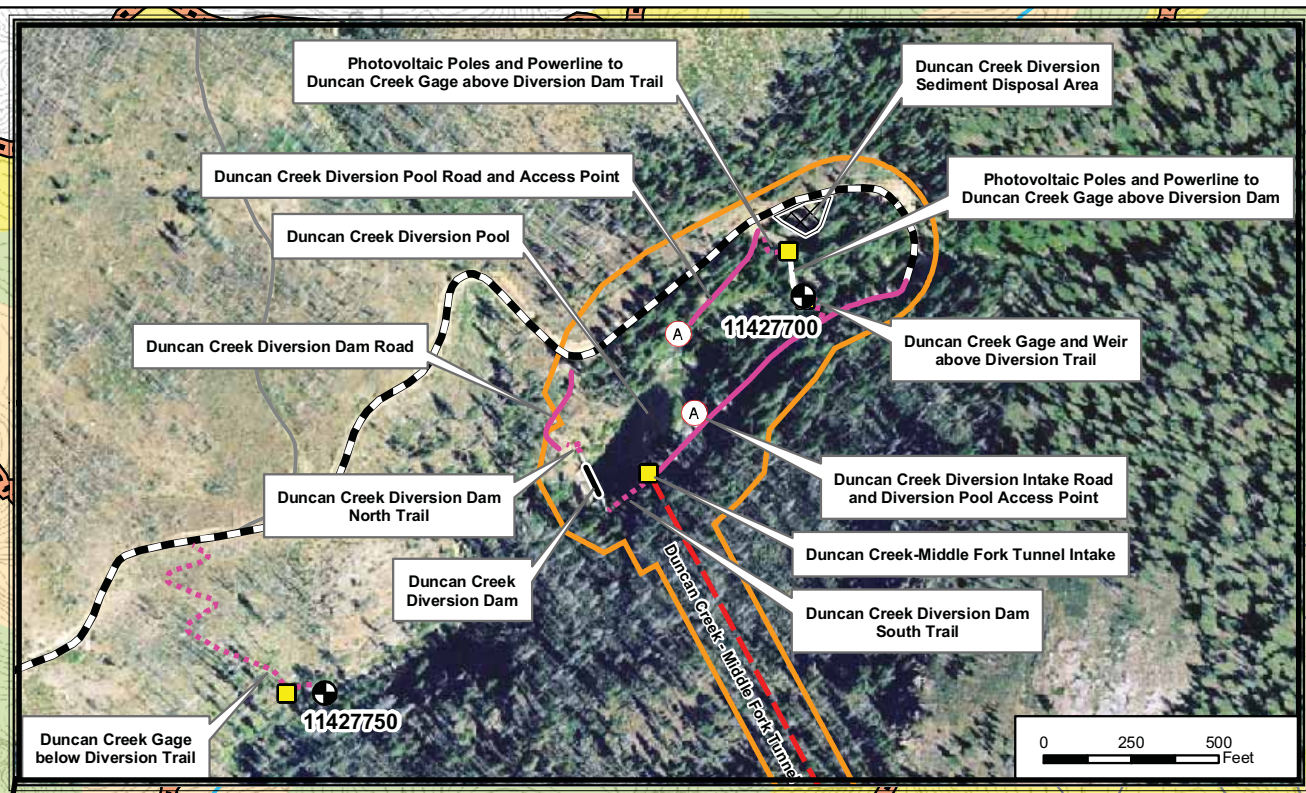 Photovoltaic Poles and Powerline to
Duncan Creek Gage above Diversion Dam Trail
Duncan Creek Diversion
Sediment Disposal Area
Duncan Creek Diversion Pool Road and Access Point
Photovoltaic Poles and Powerline to
Duncan Creek Gage above Diversion Dam
Duncan Creek Diversion Pool
11427700
A
Duncan Creek Diversion Dam Road
Duncan Creek Gage and Weir
above Diversion Trail
A
Duncan Creek Diversion Intake Road
and Diversion Pool Access Point
Duncan Creek Diversion Dam
North Trail
Duncan Creek-Middle Fork Tunnel Intake
Duncan Creek
Diversion Dam
Duncan Creek Diversion Dam
South Trail
Duncan Creek - Middle Fork Tunnel
11427750
Duncan Creek Gage
below Diversion Trail
0 250 500
Feet